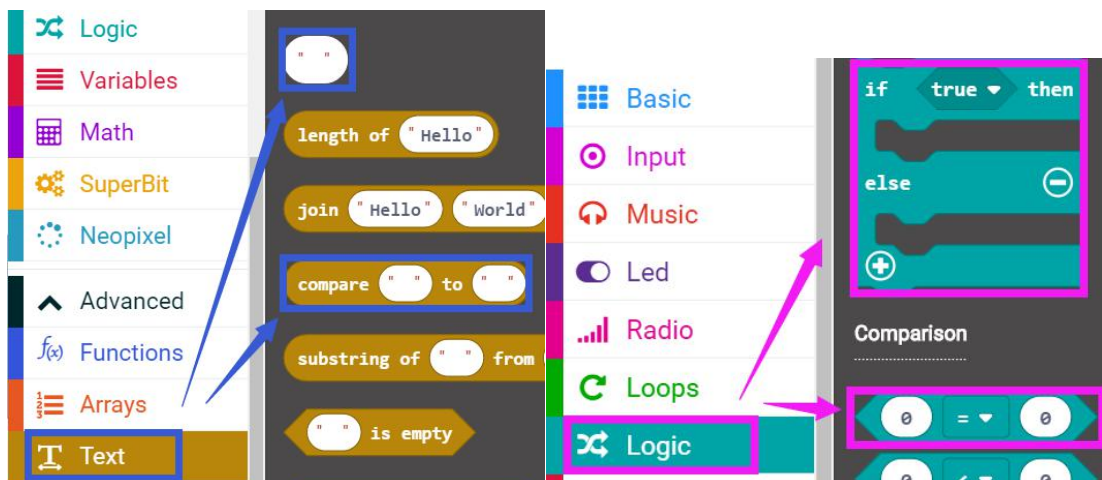 Logic
Variables
Math
SuperBit
Neopixel
Advanced
f(x) Functions
Arrays
Text
" "
length of "Hello"
join "Hello" "World"
compare " " to " "
substring of " " from
" " is empty
Basic
Input
Music
Led
Radio
Loops
Logic
if true then
else
Comparison
0 = 0